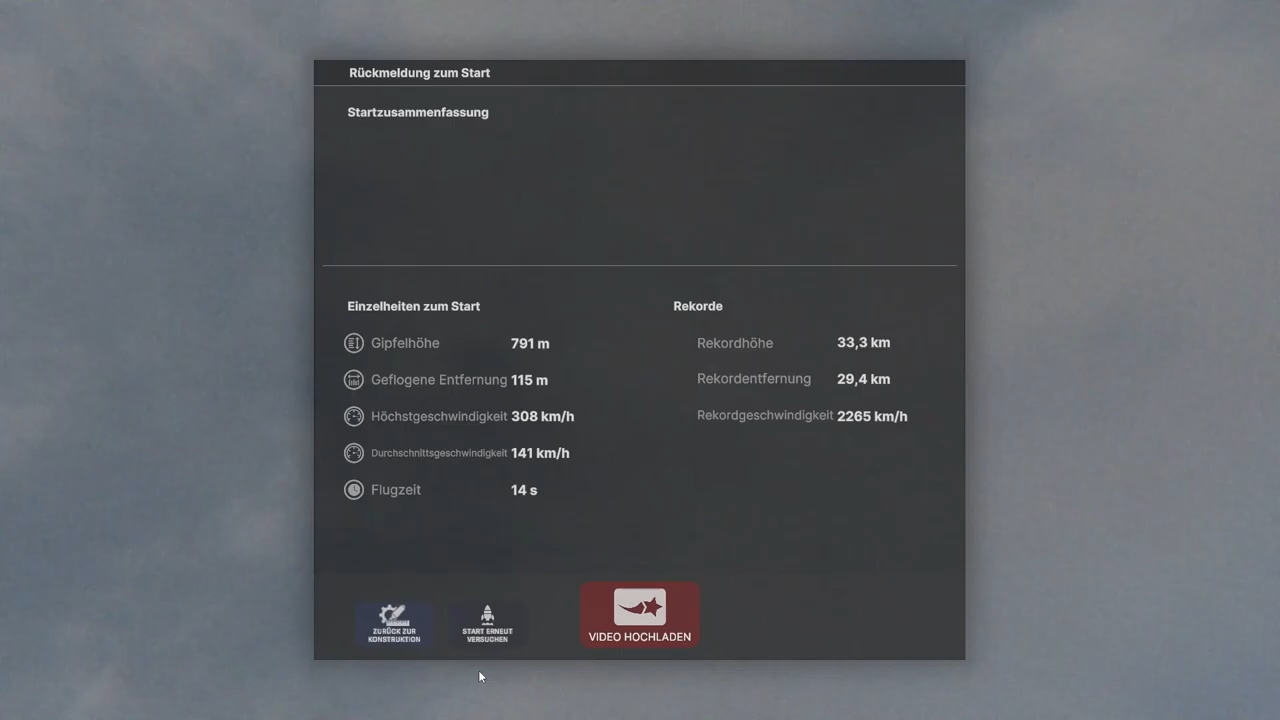 Rückmeldung zum Start
Startzusammenfassung
Einzelheiten zum Start
Gipfelhöhe 791 m
Geflogene Entfernung 115 m
Höchstgeschwindigkeit 308 km/h
Durchschnittsgeschwindigkeit 141 km/h
Flugzeit 14 s
Rekorde
Rekordhöhe 33,3 km
Rekordentfernung 29,4 km
Rekordgeschwindigkeit 2265 km/h
ZURÜCK ZUR
KONSTRUKTION
START ERNEUT
VERSUCHEN
VIDEO HOCHLADEN